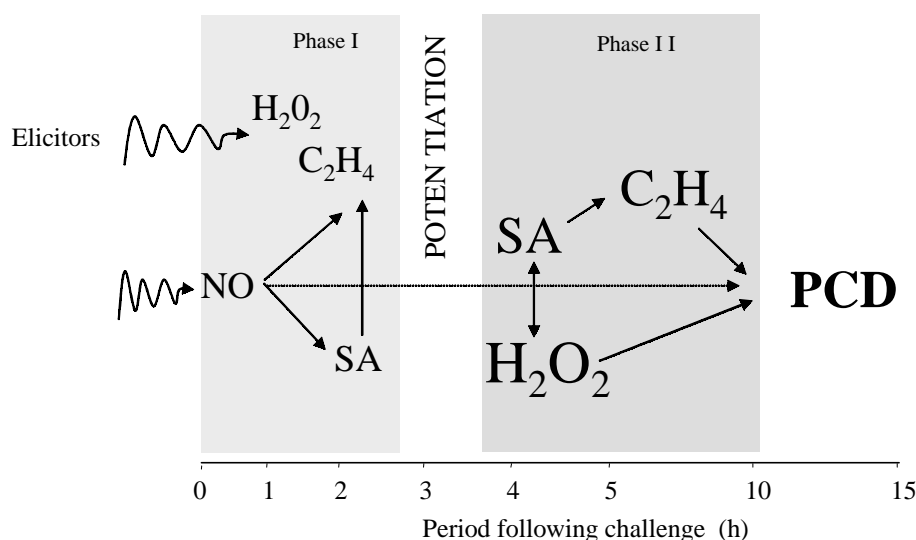 Phase I
Phase I I
POTEN TIATION
H₂0₂
Elicitors
C₂H₄
C₂H₄
SA
NO
PCD
SA
H₂O₂
0 1 2 3 4 5 10 15
Period following challenge (h)